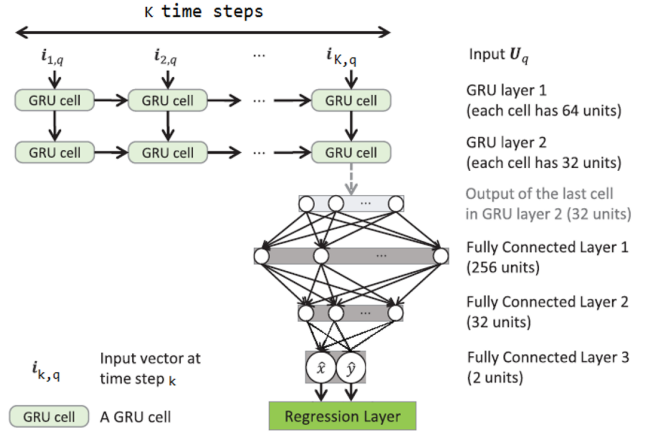 K time steps
i1,q i2,q ... iK,q Input Uq
GRU cell GRU cell ... GRU cell GRU layer 1
(each cell has 64 units)
GRU cell GRU cell ... GRU cell GRU layer 2
(each cell has 32 units)
Output of the last cell
in GRU layer 2 (32 units)
...
Fully Connected Layer 1
(256 units)
...
Fully Connected Layer 2
(32 units)
...
x̂ ŷ Fully Connected Layer 3
(2 units)
ik,q Input vector at
time step k
GRU cell A GRU cell
Regression Layer